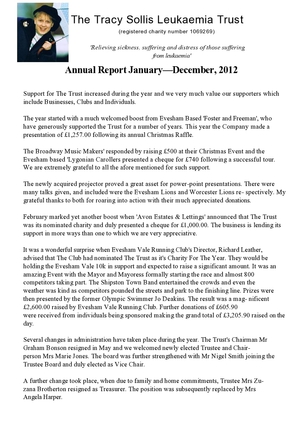 The Tracy Sollis Leukaemia Trust
(registered charity number 1069269)
'Relieving sickness, suffering and distress of those suffering
from leukaemia'
Annual Report January—December, 2012
Support for The Trust increased during the year and we very much value our supporters which
include Businesses, Clubs and Individuals.
The year started with a much welcomed boost from Evesham Based 'Foster and Freeman', who
have generously supported the Trust for a number of years. This year the Company made a
presentation of £1,257.00 following its annual Christmas Raffle.
The Broadway Music Makers' responded by raising £500 at their Christmas Event and the
Evesham based 'Lygonian Carollers presented a cheque for £740 following a successful tour.
We are extremely grateful to all the afore mentioned for such support.
The newly acquired projector proved a great asset for power-point presentations. There were
many talks given, and included were the Evesham Lions and Worcester Lions re- spectively. My
grateful thanks to both for roaring into action with their much appreciated donations.
February marked yet another boost when 'Avon Estates & Lettings' announced that The Trust
was its nominated charity and duly presented a cheque for £1,000.00. The business is lending its
support in more ways than one to which we are very appreciative.
It was a wonderful surprise when Evesham Vale Running Club's Director, Richard Leather,
advised that The Club had nominated The Trust as it's Charity For The Year. They would be
holding the Evesham Vale 10k in support and expected to raise a significant amount. It was an
amazing Event with the Mayor and Mayoress formally starting the race and almost 800
competitors taking part. The Shipston Town Band entertained the crowds and even the
weather was kind as competitors pounded the streets and park to the finishing line. Prizes were
then presented by the former Olympic Swimmer Jo Deakins. The result was a mag- nificent
£2,600.00 raised by Evesham Running Club. Further donations of £605.90
were received from individuals being sponsored making the grand total of £3,205.90 raised on the
day.
Several changes in administration have taken place during the year. The Trust's Chairman Mr
Graham Bonson resigned in May and we welcomed newly elected Trustee and Chair-
person Mrs Marie Jones. The board was further strengthened with Mr Nigel Smith joining the
Trustee Board and duly elected as Vice Chair.
A further change took place, when due to family and home commitments, Trustee Mrs Zu-
zana Brotherton resigned as Treasurer. The position was subsequently replaced by Mrs
Angela Harper.